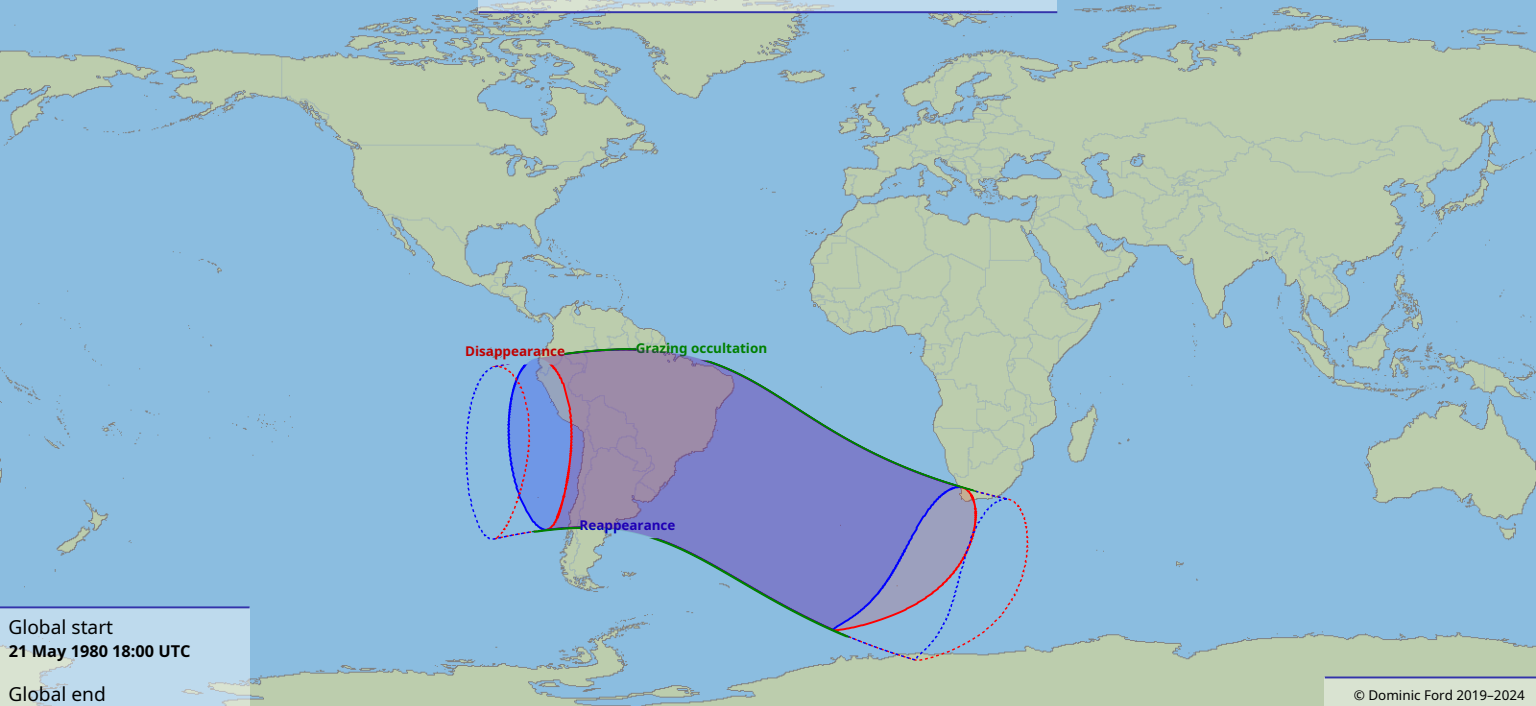 Disappearance
Grazing occultation
Reappearance
Global start
21 May 1980 18:00 UTC
Global end
© Dominic Ford 2019–2024